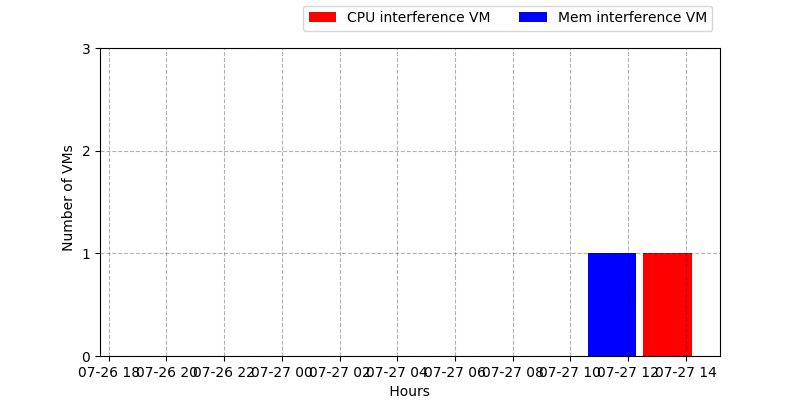 CPU interference VM Mem interference VM
3
2
1
0
Number of VMs
07-26 18 07-26 20 07-26 22 07-27 00 07-27 02 07-27 04 07-27 06 07-27 08 07-27 10 07-27 12 07-27 14
Hours